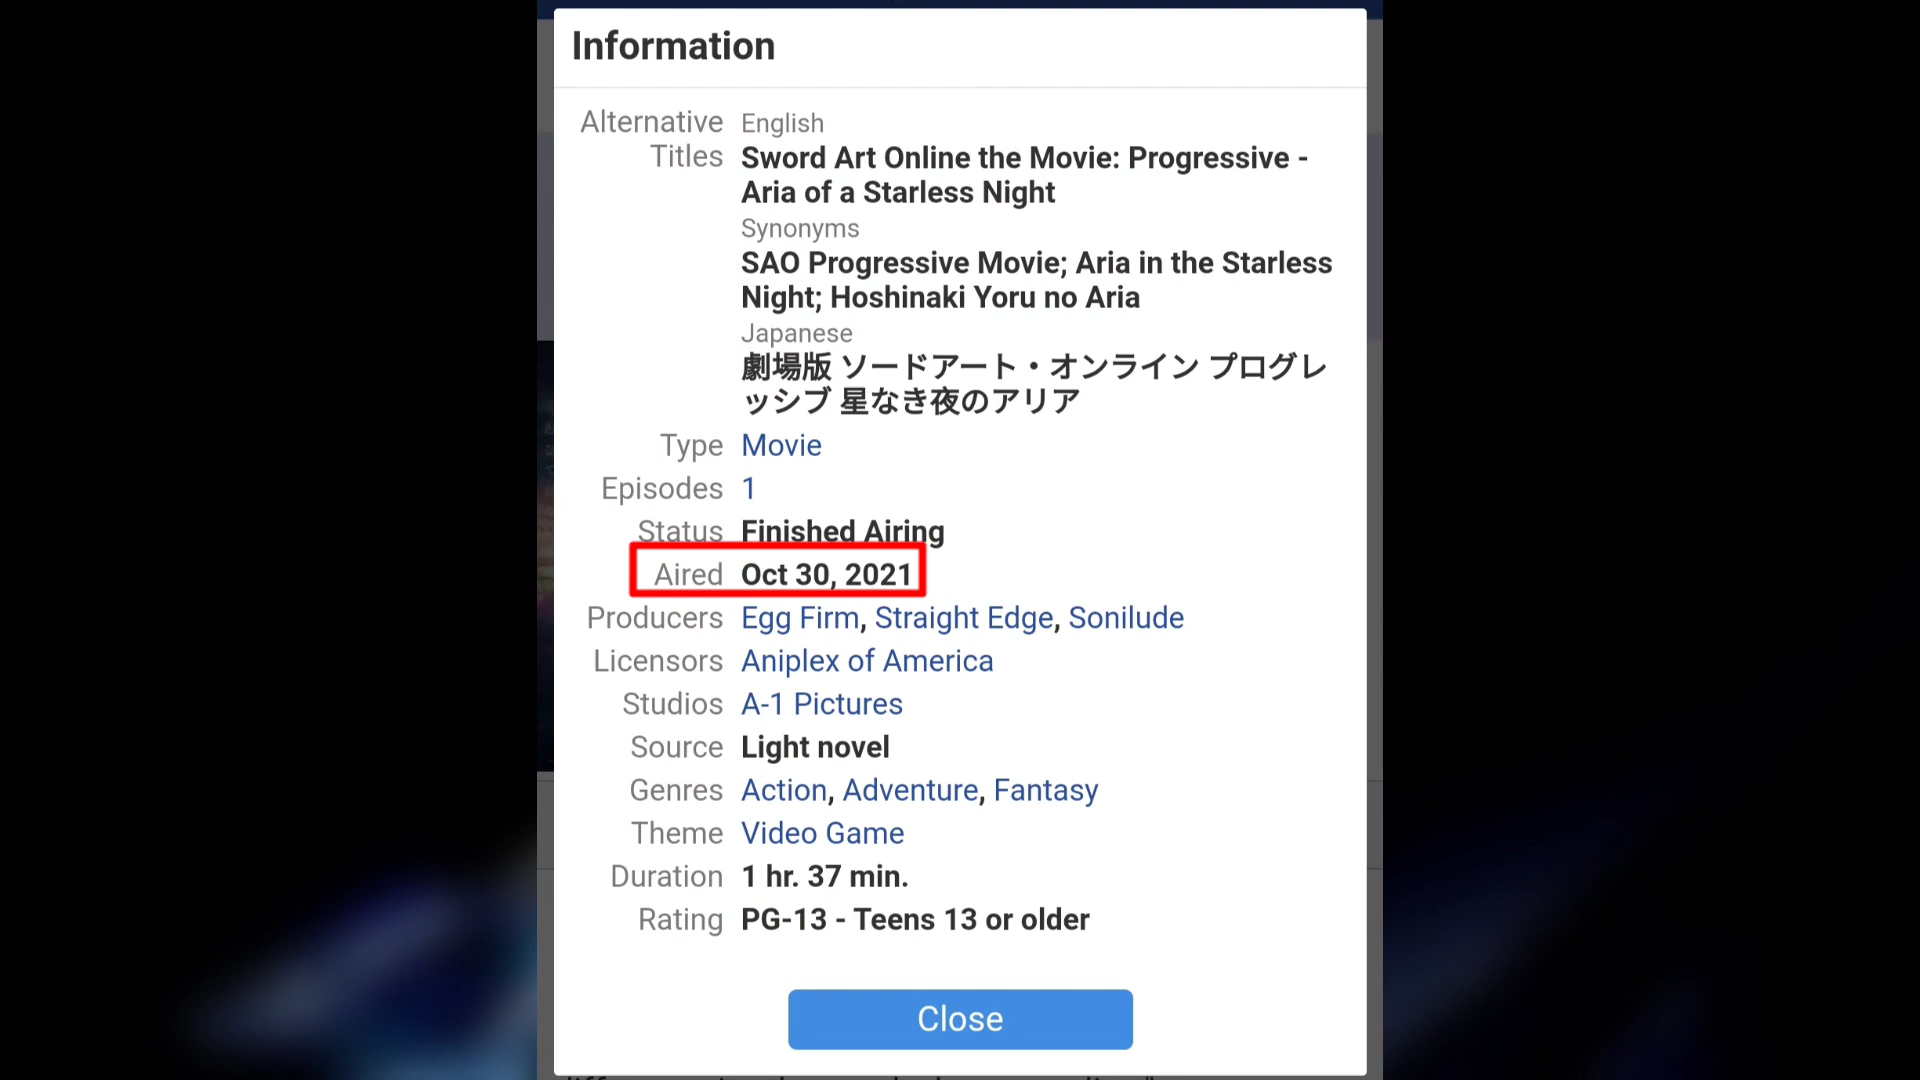 Information
Alternative Titles English
Sword Art Online the Movie: Progressive -
Aria of a Starless Night
Synonyms
SAO Progressive Movie; Aria in the Starless
Night; Hoshinaki Yoru no Aria
Japanese
劇場版 ソードアート・オンライン プログレ
ッシブ 星なき夜のアリア
Type Movie
Episodes 1
Status Finished Airing
Aired Oct 30, 2021
Producers Egg Firm, Straight Edge, Sonilude
Licensors Aniplex of America
Studios A-1 Pictures
Source Light novel
Genres Action, Adventure, Fantasy
Theme Video Game
Duration 1 hr. 37 min.
Rating PG-13 - Teens 13 or older
Close